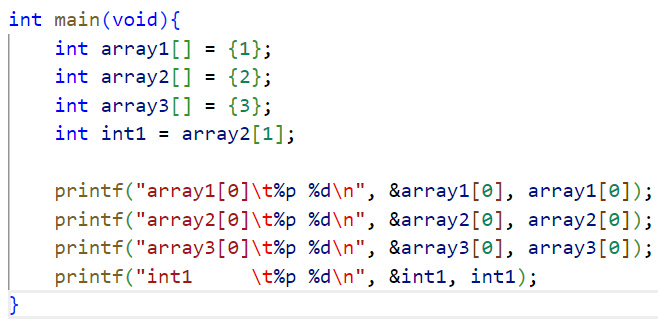 int main(void){
    int array1[] = {1};
    int array2[] = {2};
    int array3[] = {3};
    int int1 = array2[1];

    printf("array1[0]\t%p %d\n", &array1[0], array1[0]);
    printf("array2[0]\t%p %d\n", &array2[0], array2[0]);
    printf("array3[0]\t%p %d\n", &array3[0], array3[0]);
    printf("int1     \t%p %d\n", &int1, int1);
}